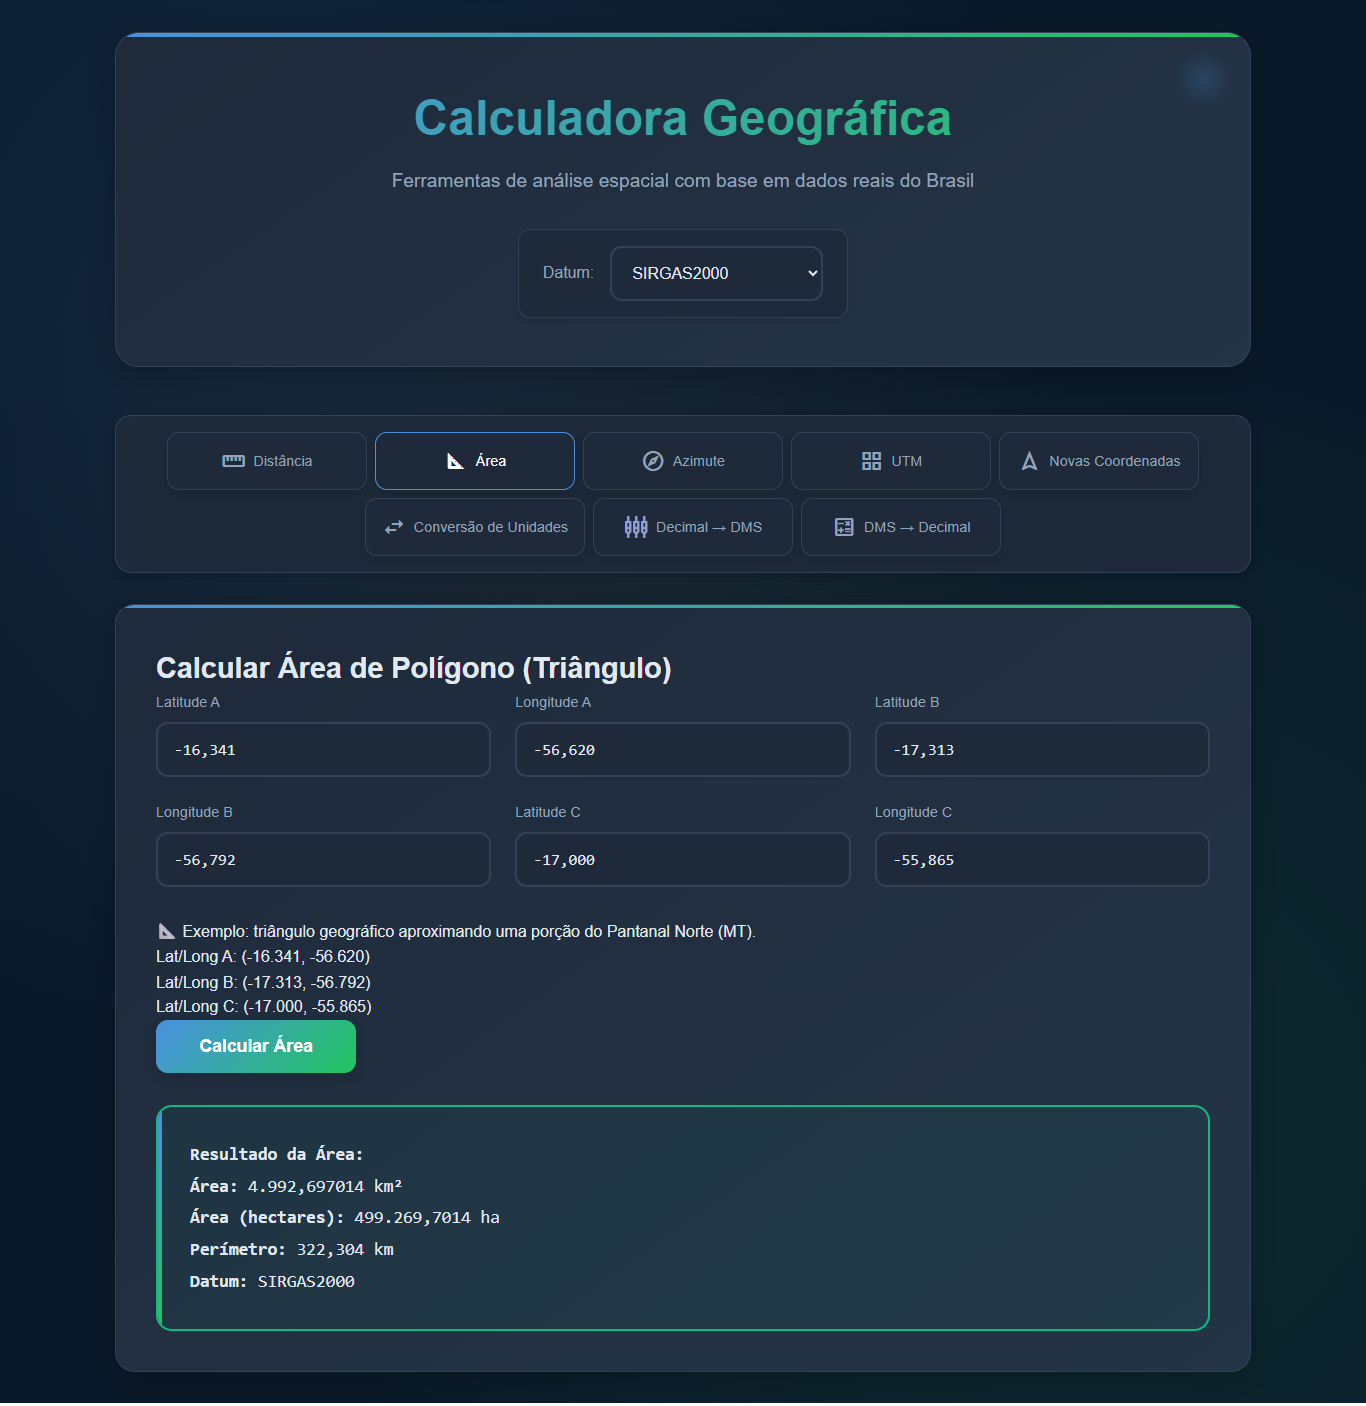 Calculadora Geográfica
Ferramentas de análise espacial com base em dados reais do Brasil
Datum: SIRGAS2000
Distância Área Azimute UTM Novas Coordenadas
Conversão de Unidades Decimal → DMS DMS → Decimal
Calcular Área de Polígono (Triângulo)
Latitude A Longitude A Latitude B
-16,341 -56,620 -17,313
Longitude B Latitude C Longitude C
-56,792 -17,000 -55,865
Exemplo: triângulo geográfico aproximando uma porção do Pantanal Norte (MT).
Lat/Long A: (-16.341, -56.620)
Lat/Long B: (-17.313, -56.792)
Lat/Long C: (-17.000, -55.865)
Calcular Área
Resultado da Área:
Área: 4.992,697014 km²
Área (hectares): 499.269,7014 ha
Perímetro: 322,304 km
Datum: SIRGAS2000